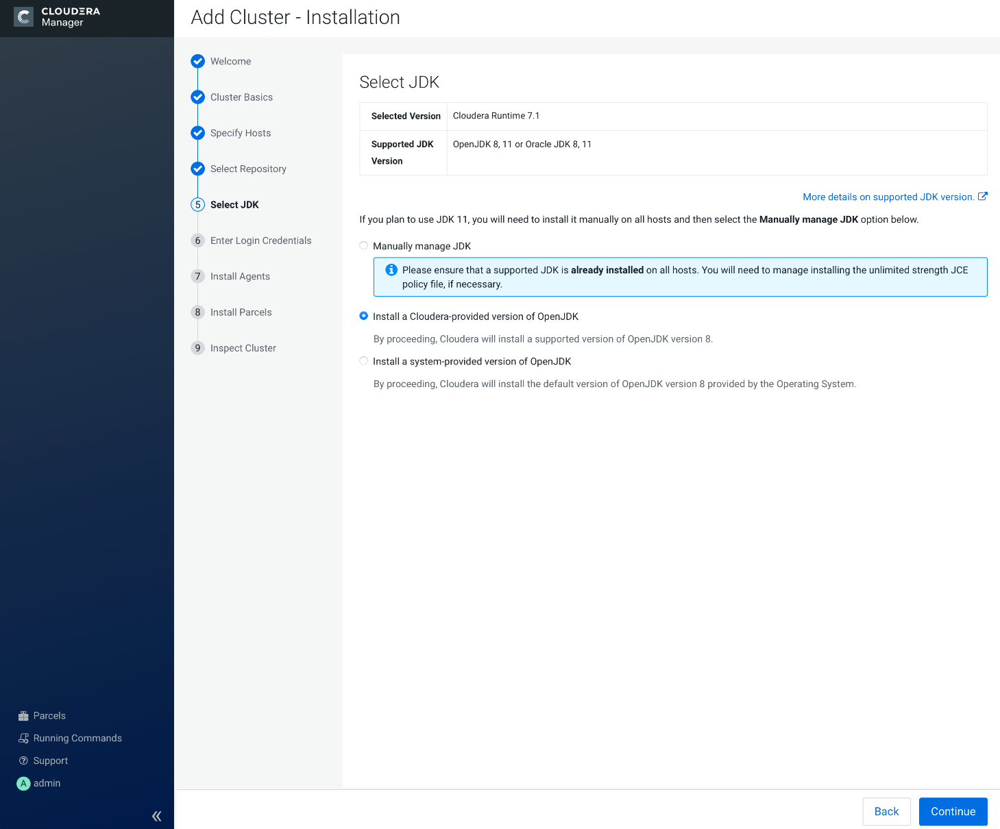 CLOUDERA
Manager
Add Cluster - Installation
Welcome
Cluster Basics
Specify Hosts
Select Repository
5 Select JDK
6 Enter Login Credentials
7 Install Agents
8 Install Parcels
9 Inspect Cluster
Select JDK
Selected Version Cloudera Runtime 7.1
Supported JDK OpenJDK 8, 11 or Oracle JDK 8, 11
Version
More details on supported JDK version.
If you plan to use JDK 11, you will need to install it manually on all hosts and then select the Manually manage JDK option below.
Manually manage JDK
Please ensure that a supported JDK is already installed on all hosts. You will need to manage installing the unlimited strength JCE
policy file, if necessary.
Install a Cloudera-provided version of OpenJDK
By proceeding, Cloudera will install a supported version of OpenJDK version 8.
Install a system-provided version of OpenJDK
By proceeding, Cloudera will install the default version of OpenJDK version 8 provided by the Operating System.
Parcels
Running Commands
Support
A admin
Back Continue